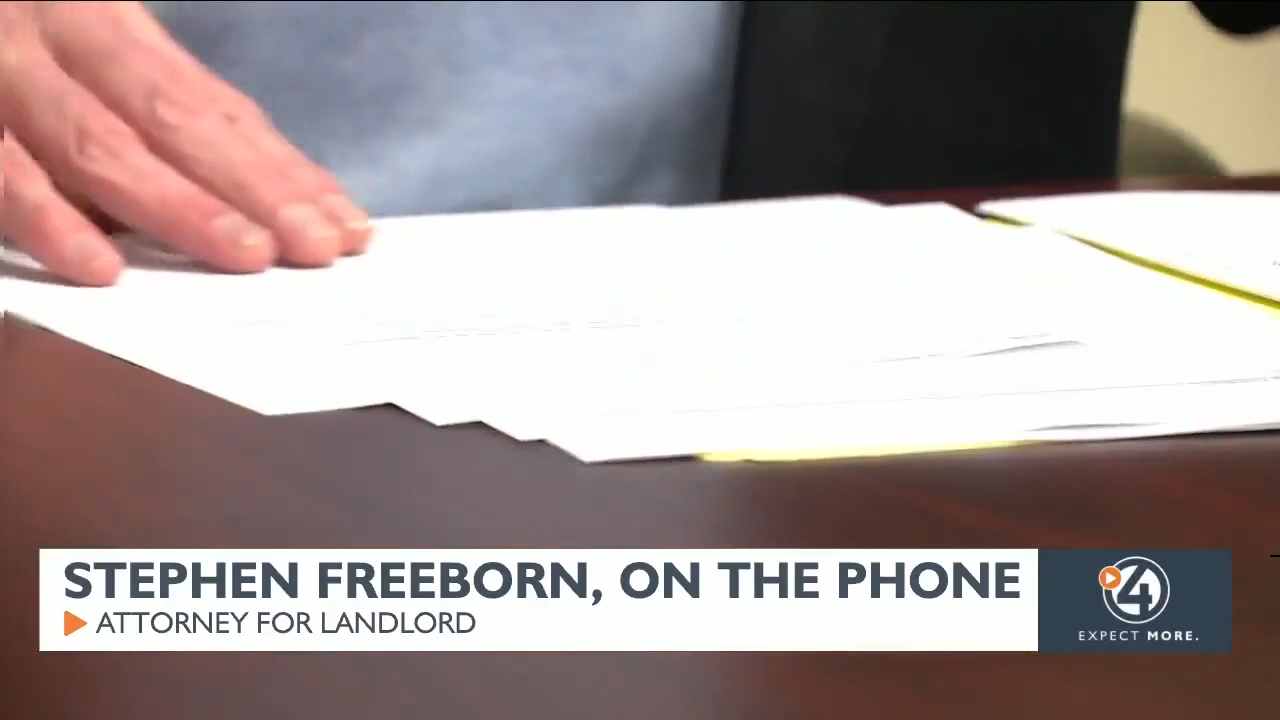 STEPHEN FREEBORN, ON THE PHONE
ATTORNEY FOR LANDLORD
4
EXPECT MORE.